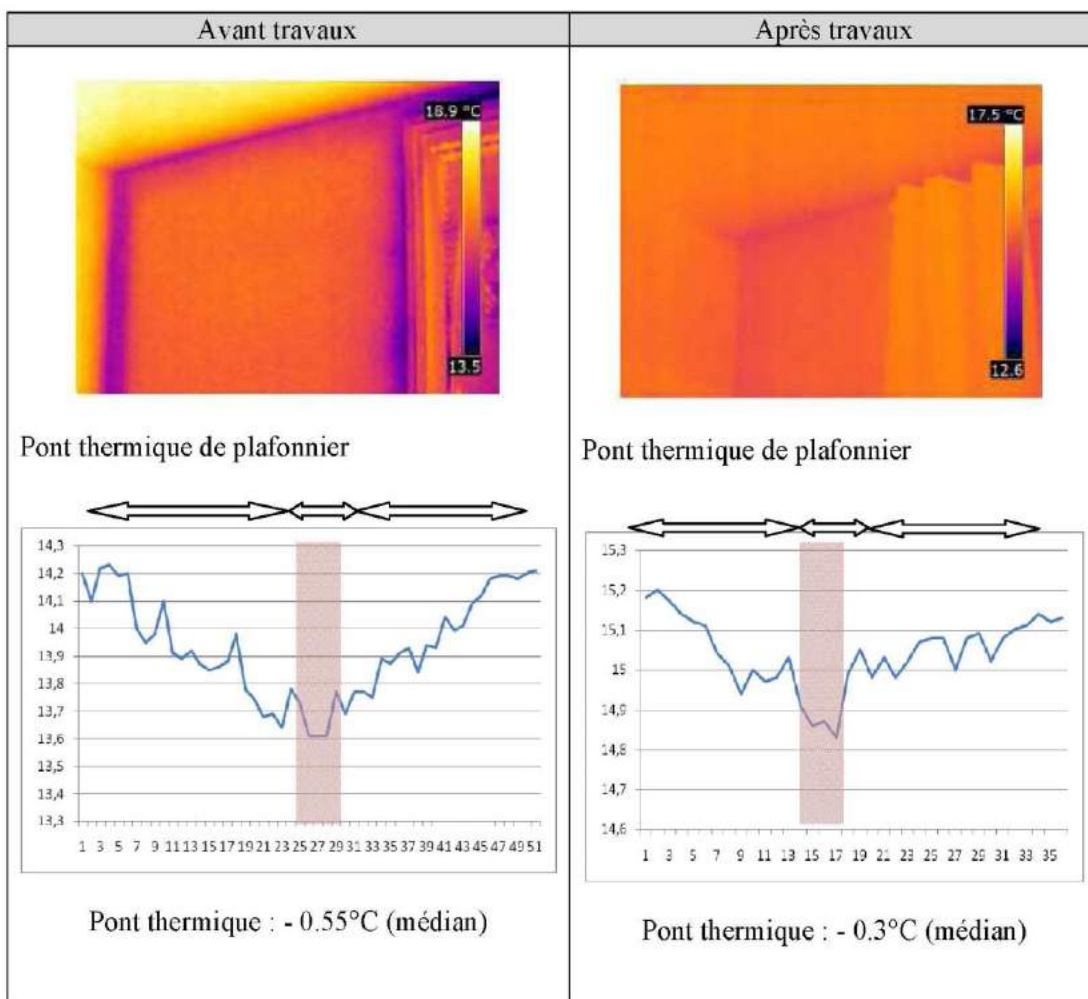 Avant travaux
Après travaux
18.9 °C
13.5
17.5 °C
12.6
Pont thermique de plafonnier
Pont thermique de plafonnier
14,3
14,2
14,1
14
13,9
13,8
13,7
13,6
13,5
13,4
13,3
1 3 5 7 9 11 13 15 17 19 21 23 25 27 29 31 33 35 37 39 41 43 45 47 49 51
15,3
15,2
15,1
15
14,9
14,8
14,7
14,6
1 3 5 7 9 11 13 15 17 19 21 23 25 27 29 31 33 35
Pont thermique : - 0.55°C (médian)
Pont thermique : - 0.3°C (médian)